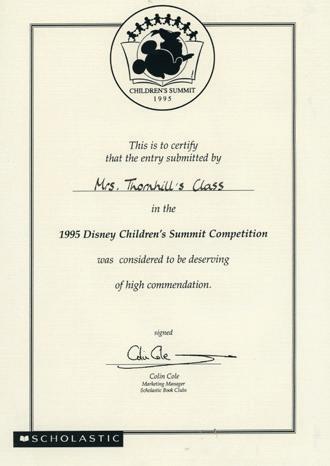 CHILDREN'S SUMMIT
1995
This is to certify
that the entry submitted by
Mrs. Thornhill's Class
in the
1995 Disney Children's Summit Competition
was considered to be deserving
of high commendation.
signed
Colin Cole
Colin Cole
Marketing Manager
Scholastic Book Clubs
SCHOLASTIC